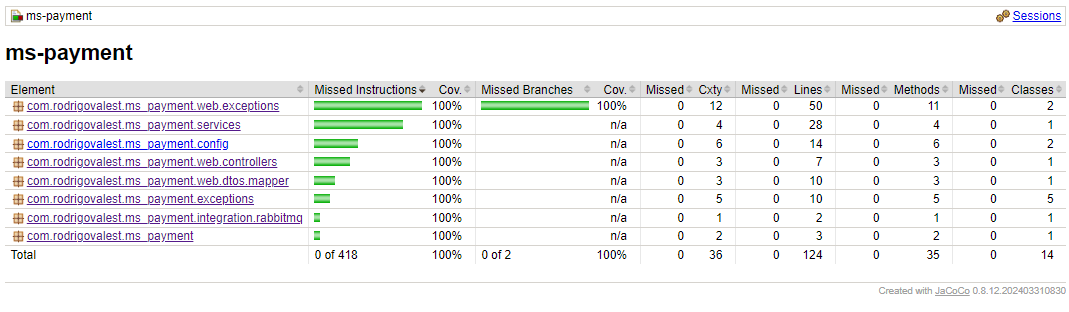 ms-payment Sessions
ms-payment
Element Missed Instructions Cov. Missed Branches Cov. Missed Cxty Missed Lines Missed Methods Missed Classes
com.rodrigovalest.ms_payment.web.exceptions 100% 100% 0 12 0 50 0 11 0 2
com.rodrigovalest.ms_payment.services 100% n/a 0 4 0 28 0 4 0 1
com.rodrigovalest.ms_payment.config 100% n/a 0 6 0 14 0 6 0 2
com.rodrigovalest.ms_payment.web.controllers 100% n/a 0 3 0 7 0 3 0 1
com.rodrigovalest.ms_payment.web.dtos.mapper 100% n/a 0 3 0 10 0 3 0 1
com.rodrigovalest.ms_payment.exceptions 100% n/a 0 5 0 10 0 5 0 5
com.rodrigovalest.ms_payment.integration.rabbitmq 100% n/a 0 1 0 2 0 1 0 1
com.rodrigovalest.ms_payment 100% n/a 0 2 0 3 0 2 0 1
Total 0 of 418 100% 0 of 2 100% 0 36 0 124 0 35 0 14
Created with JaCoCo 0.8.12.202403310830